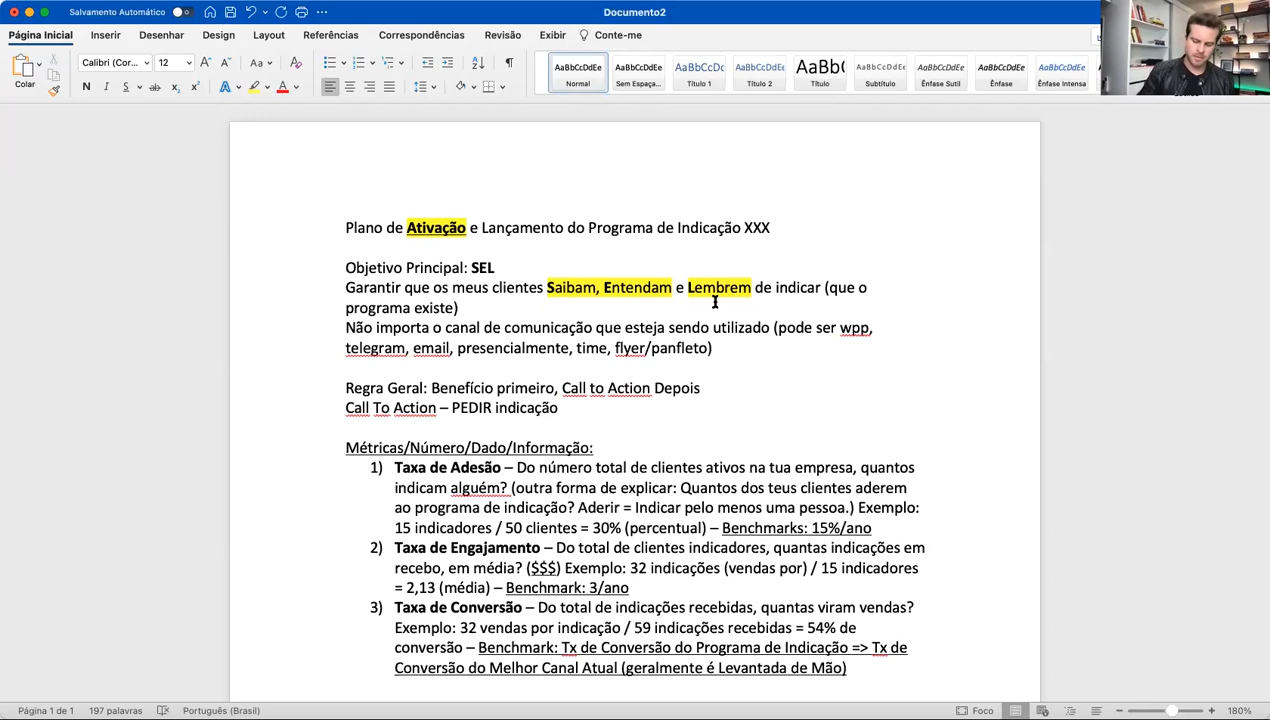 Salvamento Automático
Documento2
Página Inicial Inserir Desenhar Design Layout Referências Correspondências Revisão Exibir Conte-me
Colar
Calibri (Cor... 12
AaBbCcDdEe AaBbCcDdEe AaBbCcDc AaBbCcDdEe AaBb( AaBbCcDdEe AaBbCcDdEe AaBbCcDdEe AaBbCcDdEe
Normal Sem Espaça... Título 1 Título 2 Título Subtítulo Ênfase Sutil Ênfase Ênfase Intensa
Plano de Ativação e Lançamento do Programa de Indicação XXX
Objetivo Principal: SEL
Garantir que os meus clientes Saibam, Entendam e Lembrem de indicar (que o
programa existe)
Não importa o canal de comunicação que esteja sendo utilizado (pode ser wpp,
telegram, email, presencialmente, time, flyer/panfleto)
Regra Geral: Benefício primeiro, Call to Action Depois
Call To Action – PEDIR indicação
Métricas/Número/Dado/Informação:
1) Taxa de Adesão – Do número total de clientes ativos na tua empresa, quantos
indicam alguém? (outra forma de explicar: Quantos dos teus clientes aderem
ao programa de indicação? Aderir = Indicar pelo menos uma pessoa.) Exemplo:
15 indicadores / 50 clientes = 30% (percentual) – Benchmarks: 15%/ano
2) Taxa de Engajamento – Do total de clientes indicadores, quantas indicações em
recebo, em média? ($$$) Exemplo: 32 indicações (vendas por) / 15 indicadores
= 2,13 (média) – Benchmark: 3/ano
3) Taxa de Conversão – Do total de indicações recebidas, quantas viram vendas?
Exemplo: 32 vendas por indicação / 59 indicações recebidas = 54% de
conversão – Benchmark: Tx de Conversão do Programa de Indicação => Tx de
Conversão do Melhor Canal Atual (geralmente é Levantada de Mão)
Página 1 de 1 197 palavras Português (Brasil) Foco 180%